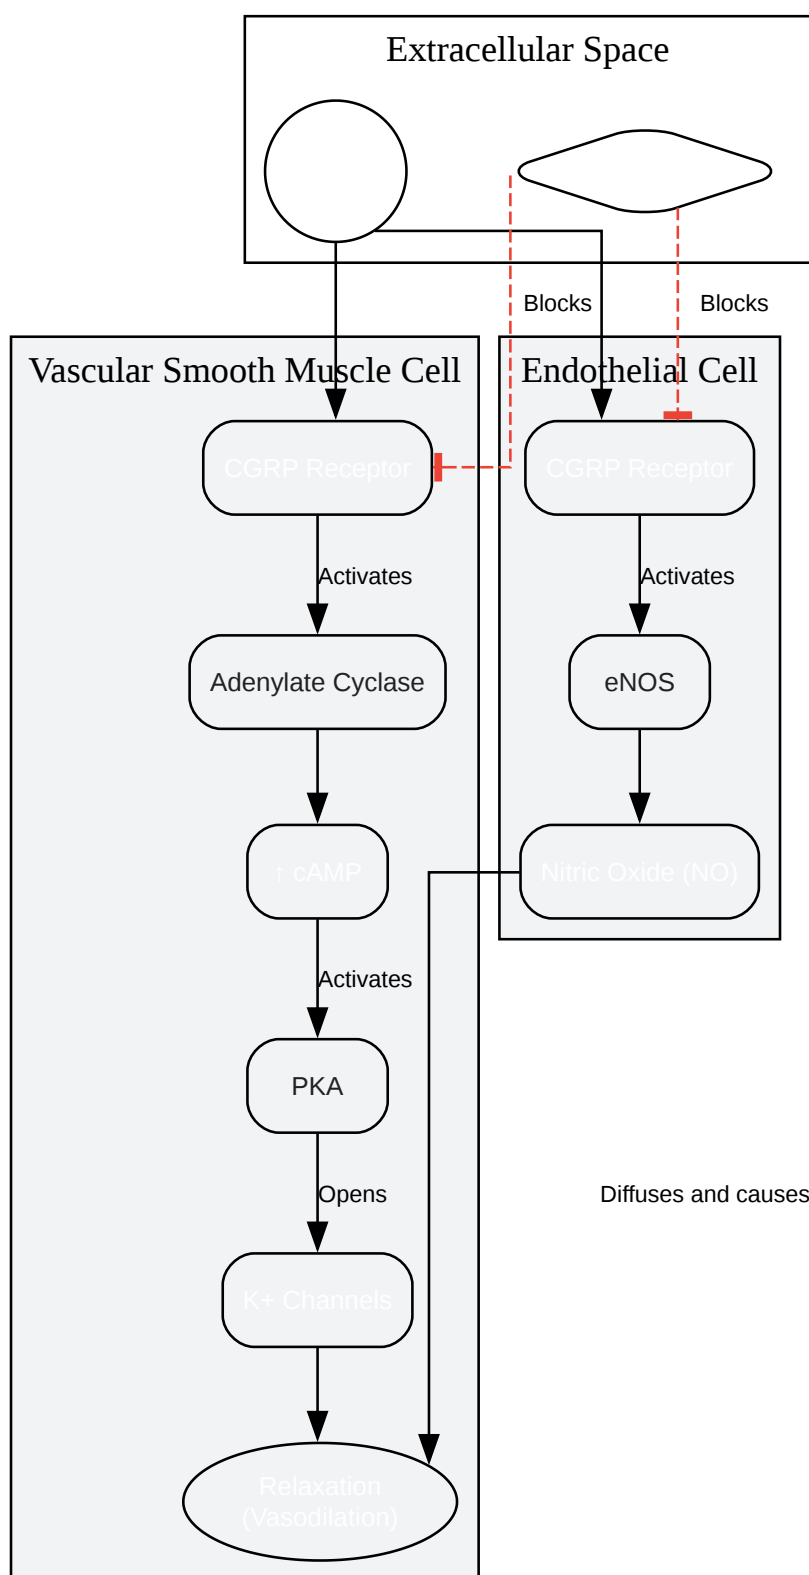 Extracellular Space
Blocks
Blocks
Vascular Smooth Muscle Cell
Endothelial Cell
CGRP Receptor
CGRP Receptor
Activates
Activates
Adenylate Cyclase
eNOS
↑ cAMP
Nitric Oxide (NO)
Activates
PKA
Opens
Diffuses and causes
K+ Channels
Relaxation
(Vasodilation)